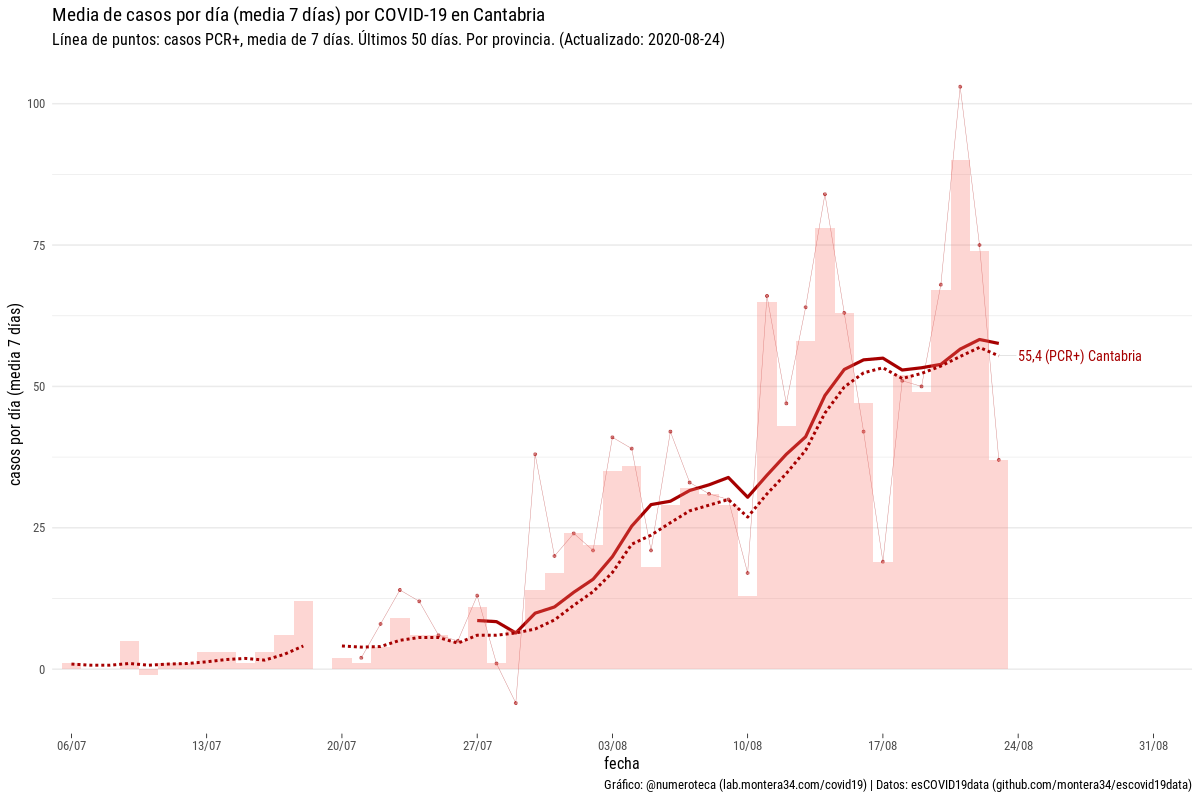 Media de casos por día (media 7 días) por COVID-19 en Cantabria
Línea de puntos: casos PCR+, media de 7 días. Últimos 50 días. Por provincia. (Actualizado: 2020-08-24)
casos por día (media 7 días)
100
75
50
25
0
55,4 (PCR+) Cantabria
06/07 13/07 20/07 27/07 03/08 10/08 17/08 24/08 31/08
fecha
Gráfico: @numeroteca (lab.montera34.com/covid19) | Datos: esCOVID19data (github.com/montera34/escovid19data)